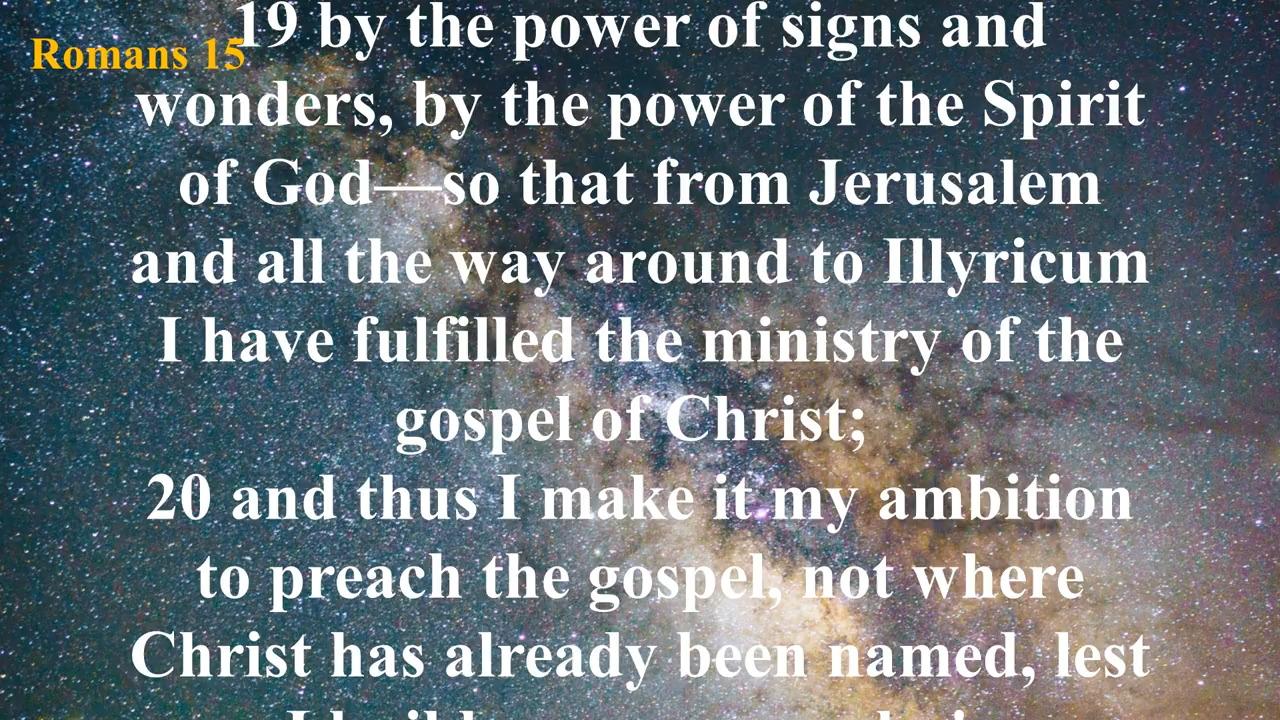 Romans 15
19 by the power of signs and
wonders, by the power of the Spirit
of God—so that from Jerusalem
and all the way around to Illyricum
I have fulfilled the ministry of the
gospel of Christ;
20 and thus I make it my ambition
to preach the gospel, not where
Christ has already been named, lest
I